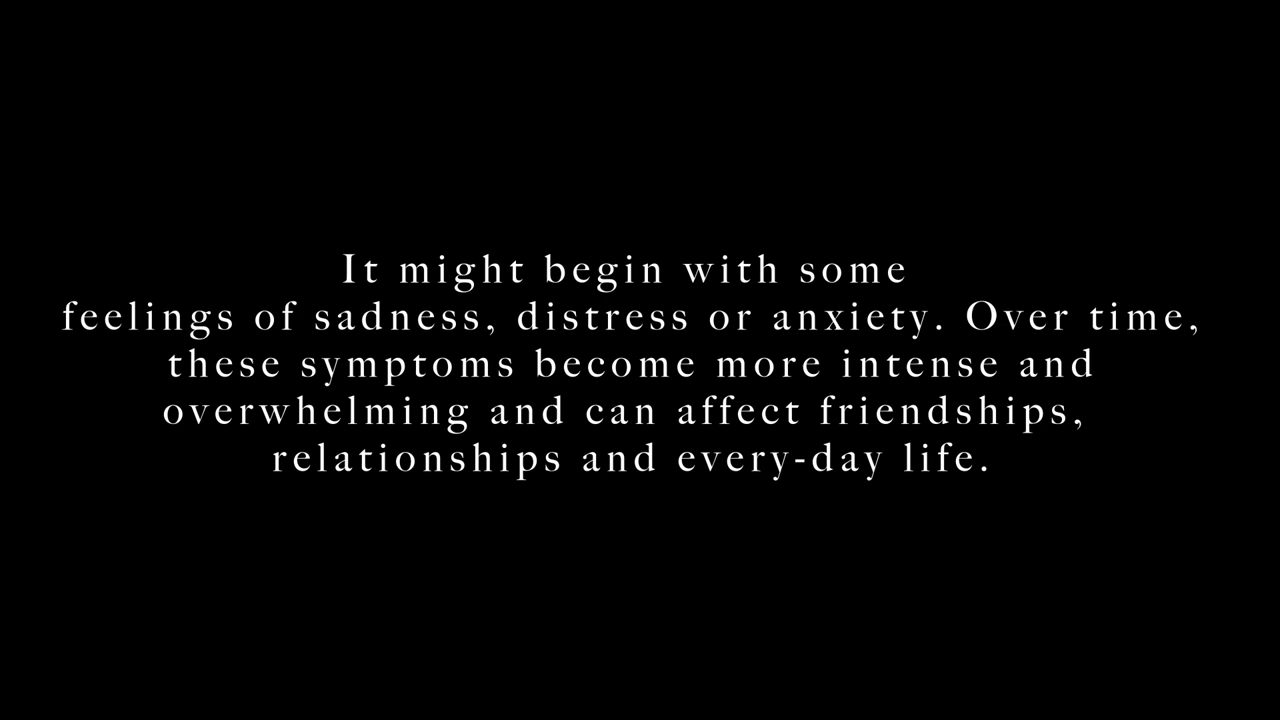 It might begin with some
feelings of sadness, distress or anxiety. Over time,
these symptoms become more intense and
overwhelming and can affect friendships,
relationships and every-day life.